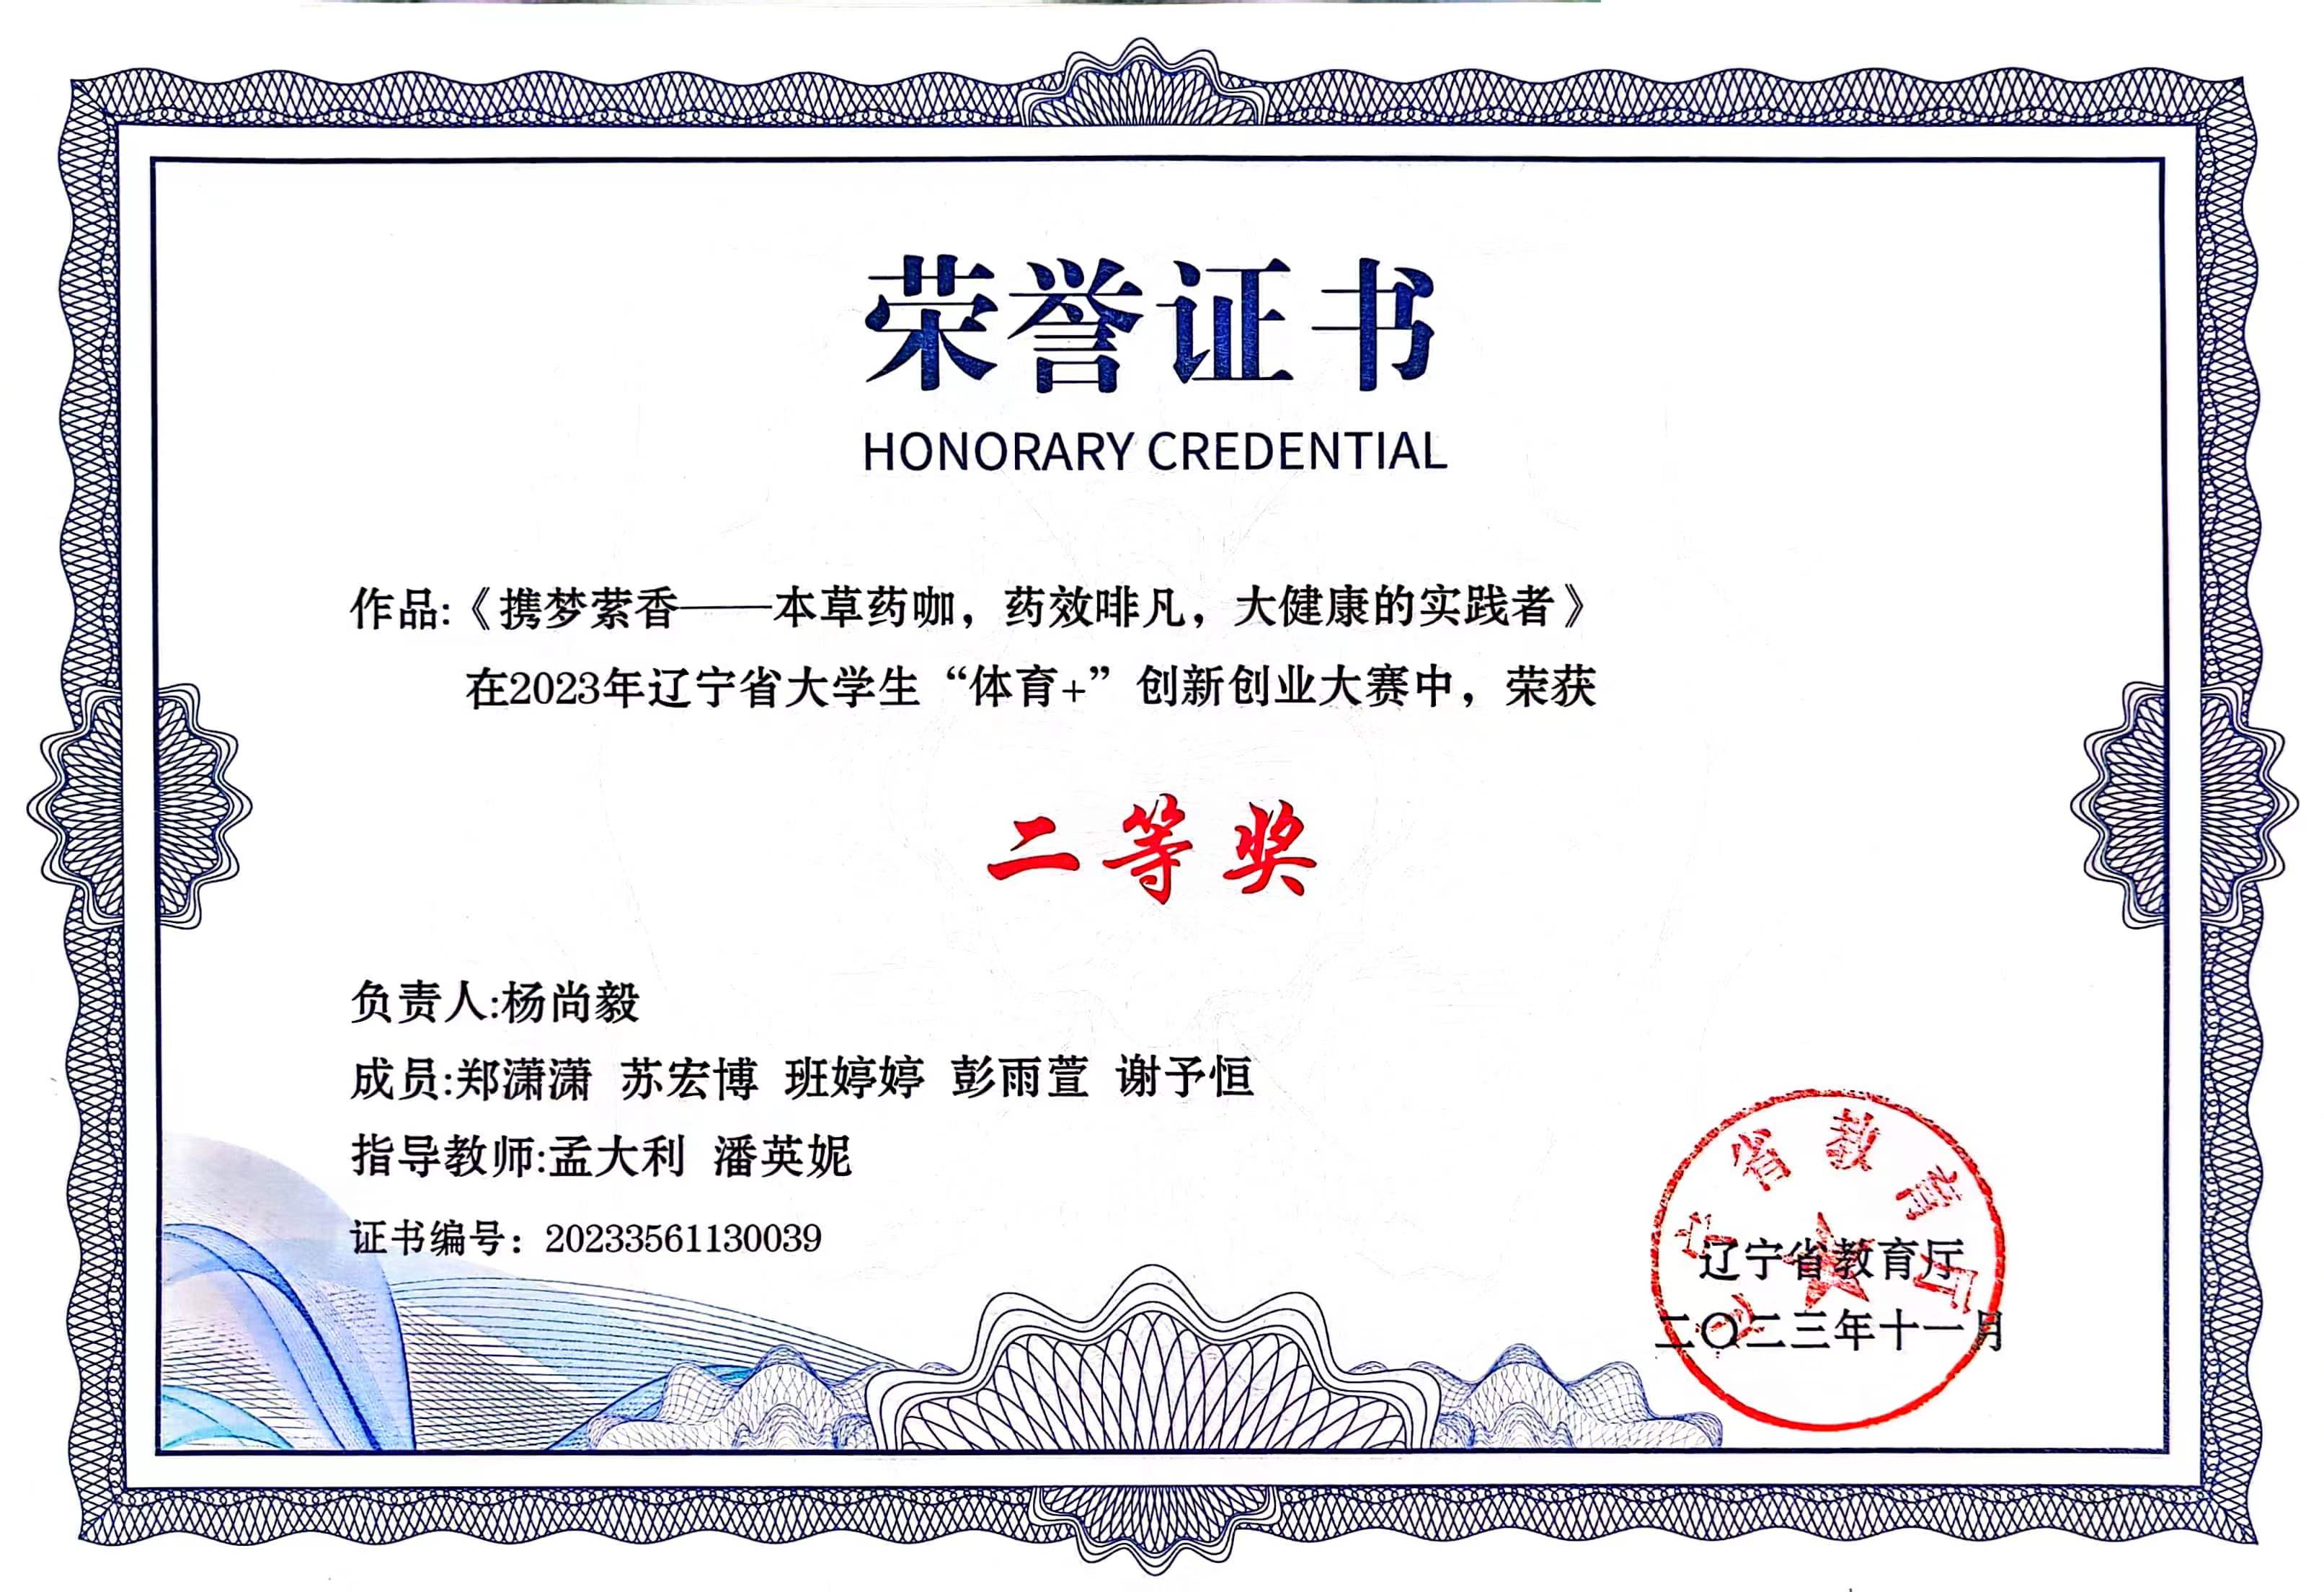 荣誉证书
HONORARY CREDENTIAL
作品:《携梦萦香——本草药咖，药效啡凡，大健康的实践者》
在2023年辽宁省大学生“体育+”创新创业大赛中，荣获
二等奖
负责人:杨尚毅
成员:郑潇潇 苏宏博 班婷婷 彭雨萱 谢予恒
指导教师:孟大利 潘英妮
证书编号：20233561130039
辽宁省教育厅
辽宁省教育厅
二〇二三年十一月